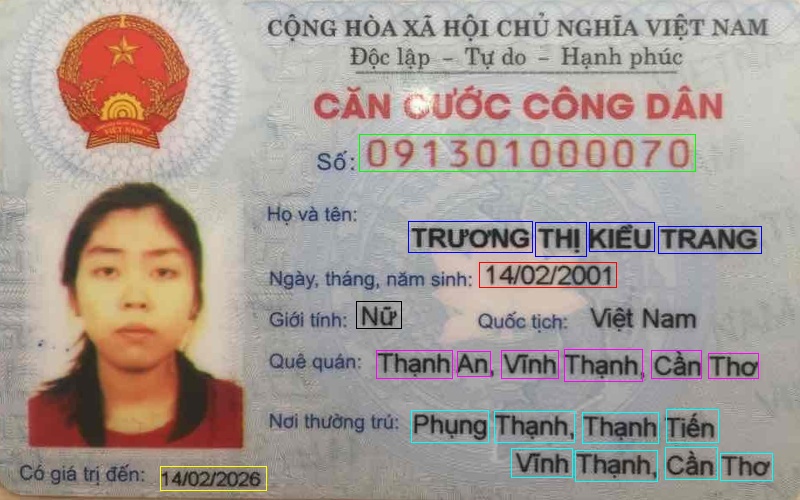 CỘNG HÒA XÃ HỘI CHỦ NGHĨA VIỆT NAM
Độc lập - Tự do - Hạnh phúc
CĂN CƯỚC CÔNG DÂN
Số: 091301000070
Họ và tên:
TRƯƠNG THỊ KIỀU TRANG
Ngày, tháng, năm sinh: 14/02/2001
Giới tính: Nữ Quốc tịch: Việt Nam
Quê quán: Thạnh An, Vĩnh Thạnh, Cần Thơ
Nơi thường trú: Phụng Thạnh, Thạnh Tiến
Vĩnh Thạnh, Cần Thơ
Có giá trị đến: 14/02/2026
VIỆT NAM